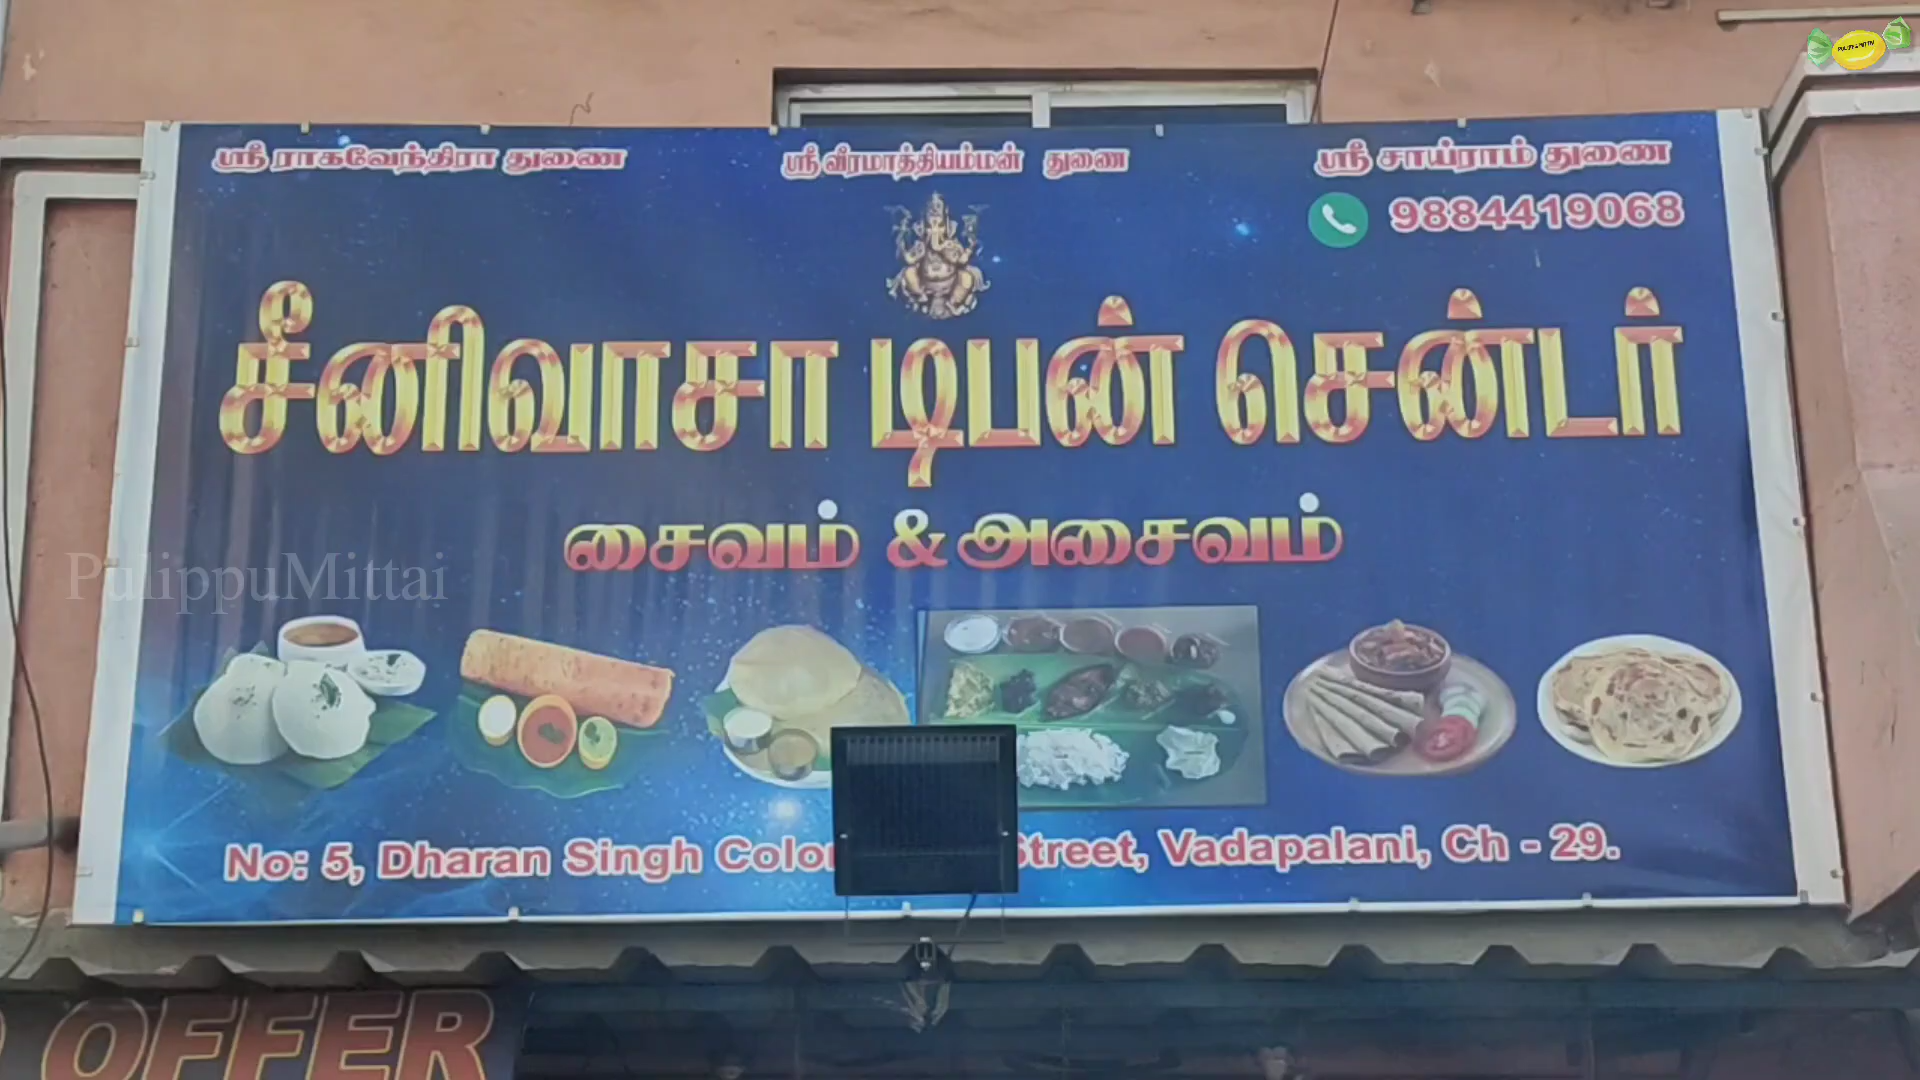 ஸ்ரீ ராகவேந்திரா துணை
ஸ்ரீ வீரமாத்தியம்மன் துணை
ஸ்ரீ சாய்ராம் துணை
9884419068
சீனிவாசா டிபன் சென்டர்
சைவம் & அசைவம்
PulippuMittai
No: 5, Dharan Singh Street, Vadapalani, Ch - 29.
OFFER